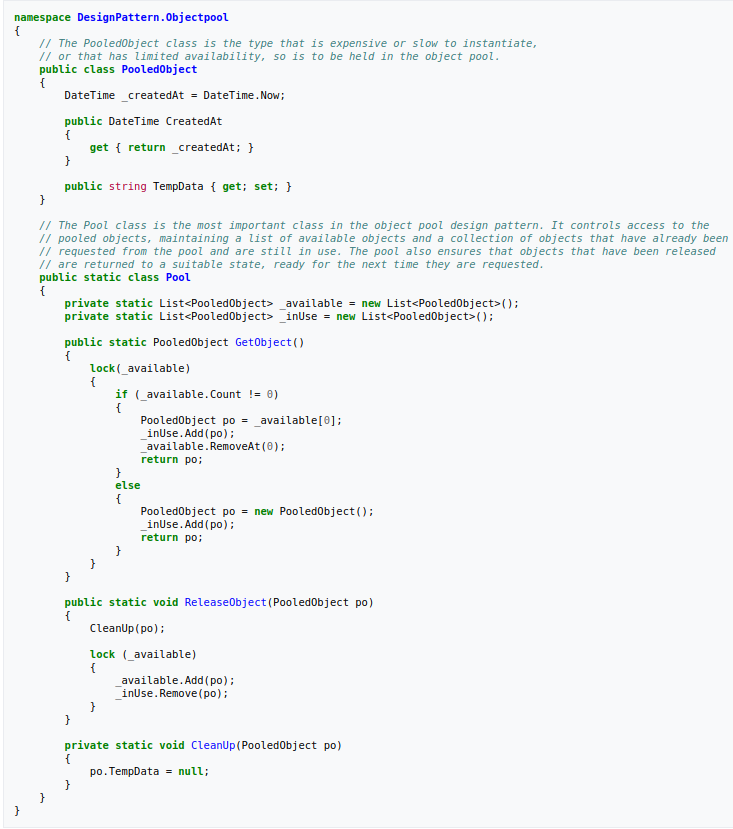 namespace DesignPattern.Objectpool
{
    // The PooledObject class is the type that is expensive or slow to instantiate,
    // or that has limited availability, so is to be held in the object pool.
    public class PooledObject
    {
        DateTime _createdAt = DateTime.Now;

        public DateTime CreatedAt
        {
            get { return _createdAt; }
        }

        public string TempData { get; set; }
    }

    // The Pool class is the most important class in the object pool design pattern. It controls access to the
    // pooled objects, maintaining a list of available objects and a collection of objects that have already been
    // requested from the pool and are still in use. The pool also ensures that objects that have been released
    // are returned to a suitable state, ready for the next time they are requested.
    public static class Pool
    {
        private static List<PooledObject> _available = new List<PooledObject>();
        private static List<PooledObject> _inUse = new List<PooledObject>();

        public static PooledObject GetObject()
        {
            lock(_available)
            {
                if (_available.Count != 0)
                {
                    PooledObject po = _available[0];
                    _inUse.Add(po);
                    _available.RemoveAt(0);
                    return po;
                }
                else
                {
                    PooledObject po = new PooledObject();
                    _inUse.Add(po);
                    return po;
                }
            }
        }

        public static void ReleaseObject(PooledObject po)
        {
            CleanUp(po);

            lock (_available)
            {
                _available.Add(po);
                _inUse.Remove(po);
            }
        }

        private static void CleanUp(PooledObject po)
        {
            po.TempData = null;
        }
    }
}